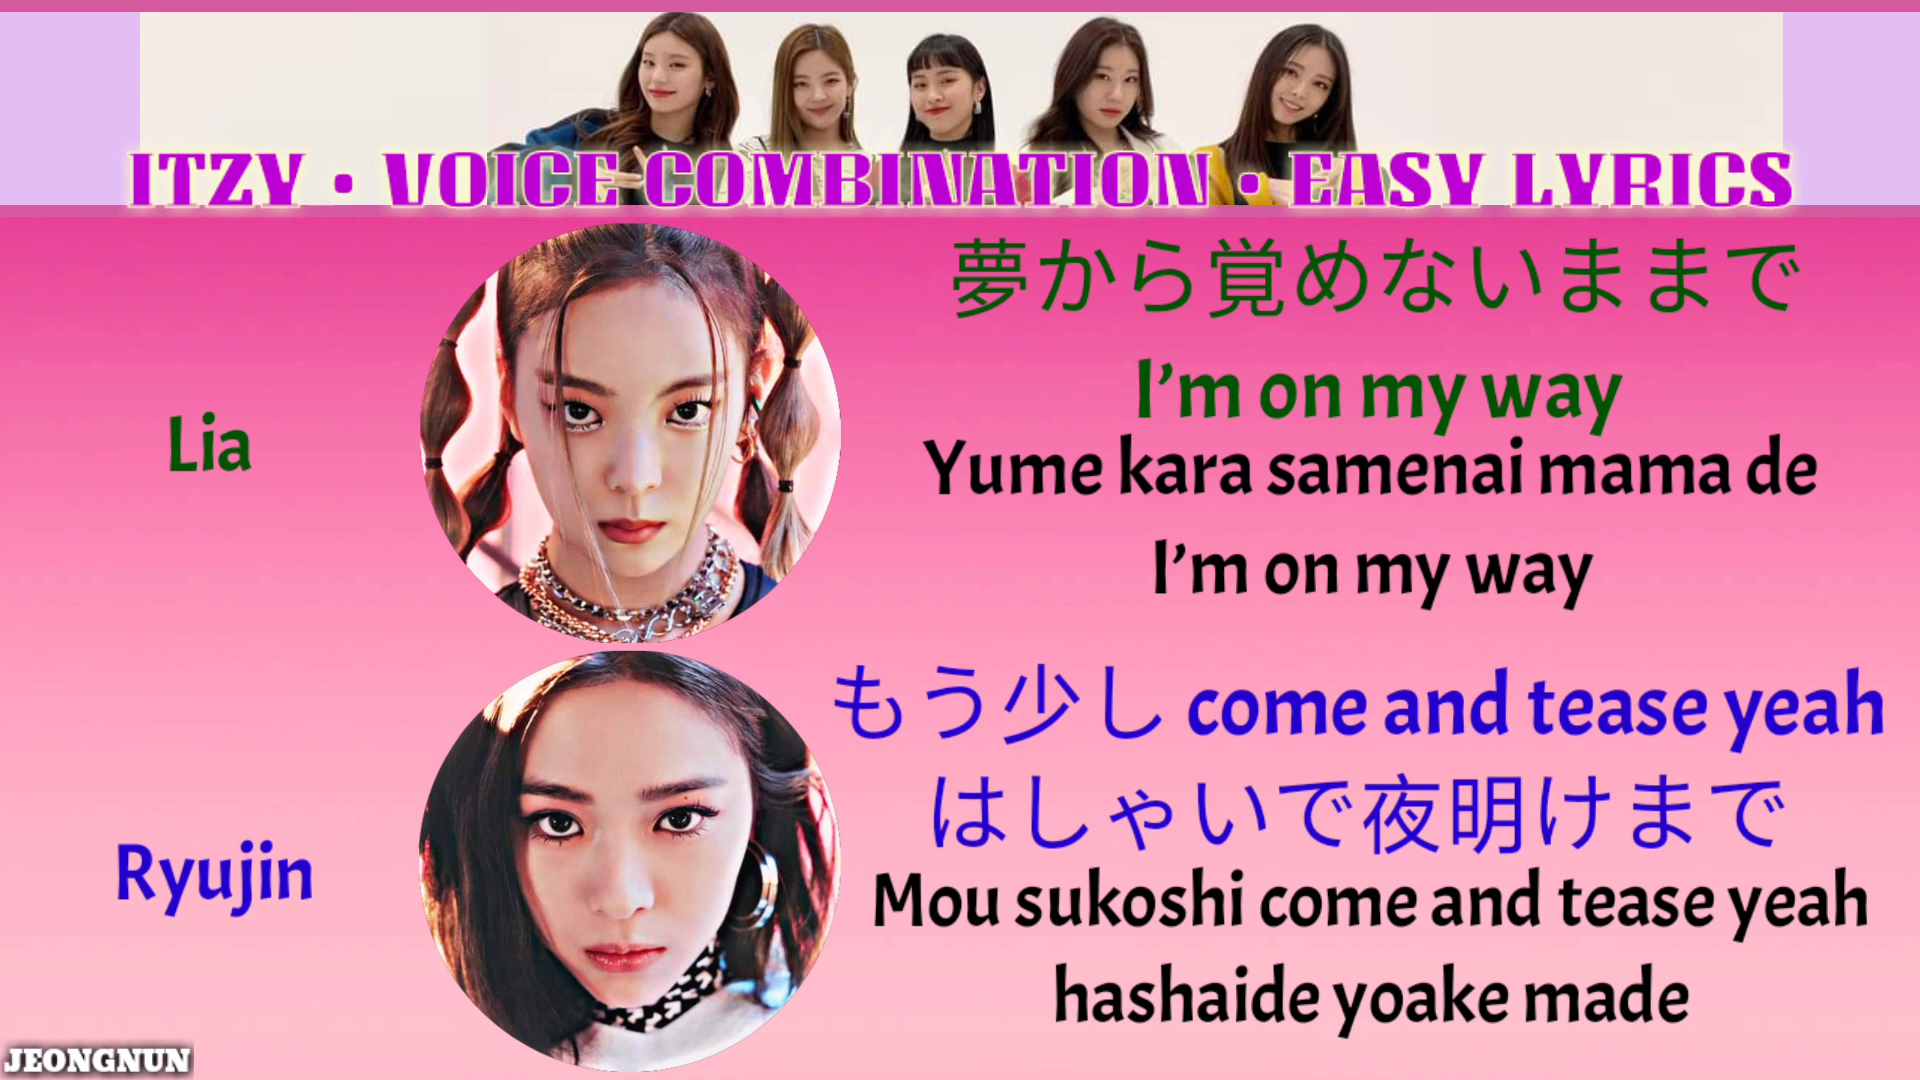 ITZY • VOICE COMBINATION • EASY LYRICS
Lia
夢から覚めないままで
I'm on my way
Yume kara samenai mama de
I'm on my way
Ryujin
もう少し come and tease yeah
はしゃいで夜明けまで
Mou sukoshi come and tease yeah
hashaide yoake made
JEONGNUN